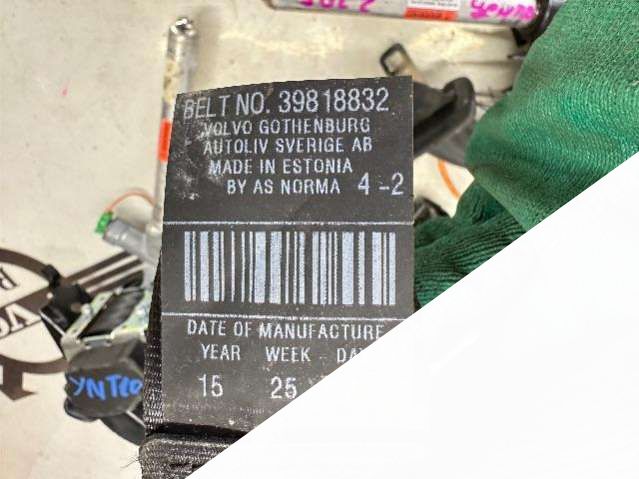 BELT NO. 39818832
VOLVO GOTHENBURG
AUTOLIV SVERIGE AB
MADE IN ESTONIA
BY AS NORMA 4-2
DATE OF MANUFACTURE
YEAR WEEK
15 25